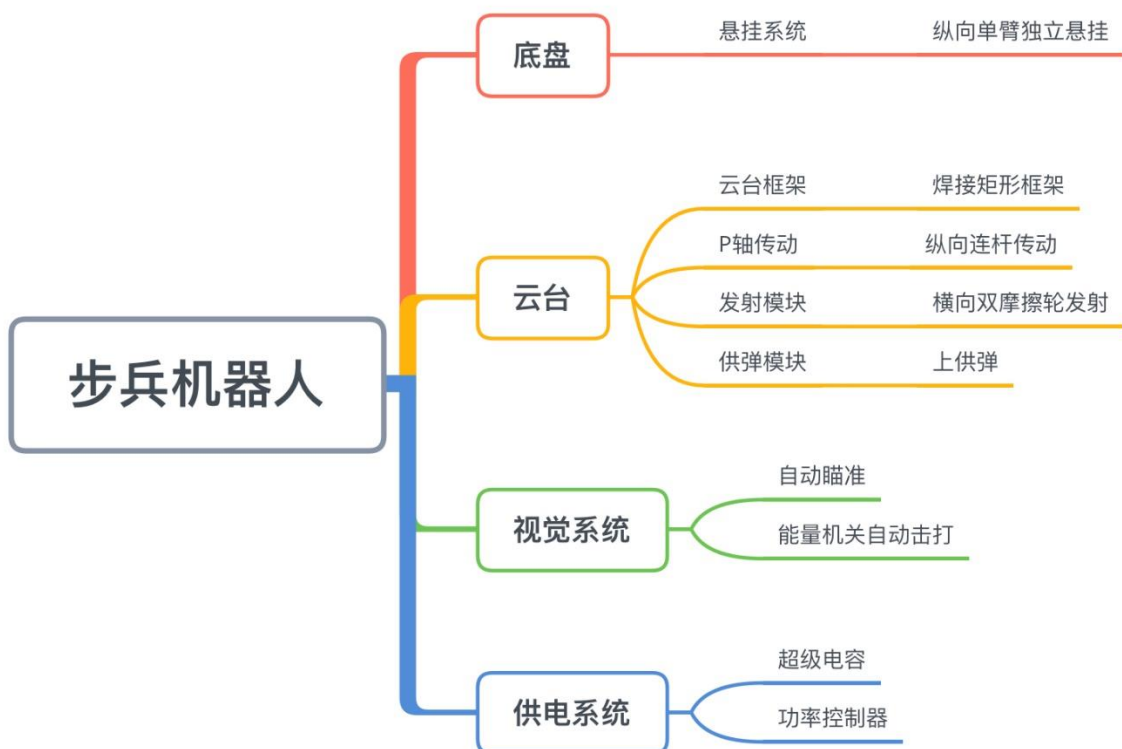 步兵机器人
底盘
悬挂系统
纵向单臂独立悬挂
云台
云台框架
焊接矩形框架
P轴传动
纵向连杆传动
发射模块
横向双摩擦轮发射
供弹模块
上供弹
视觉系统
自动瞄准
能量机关自动击打
供电系统
超级电容
功率控制器